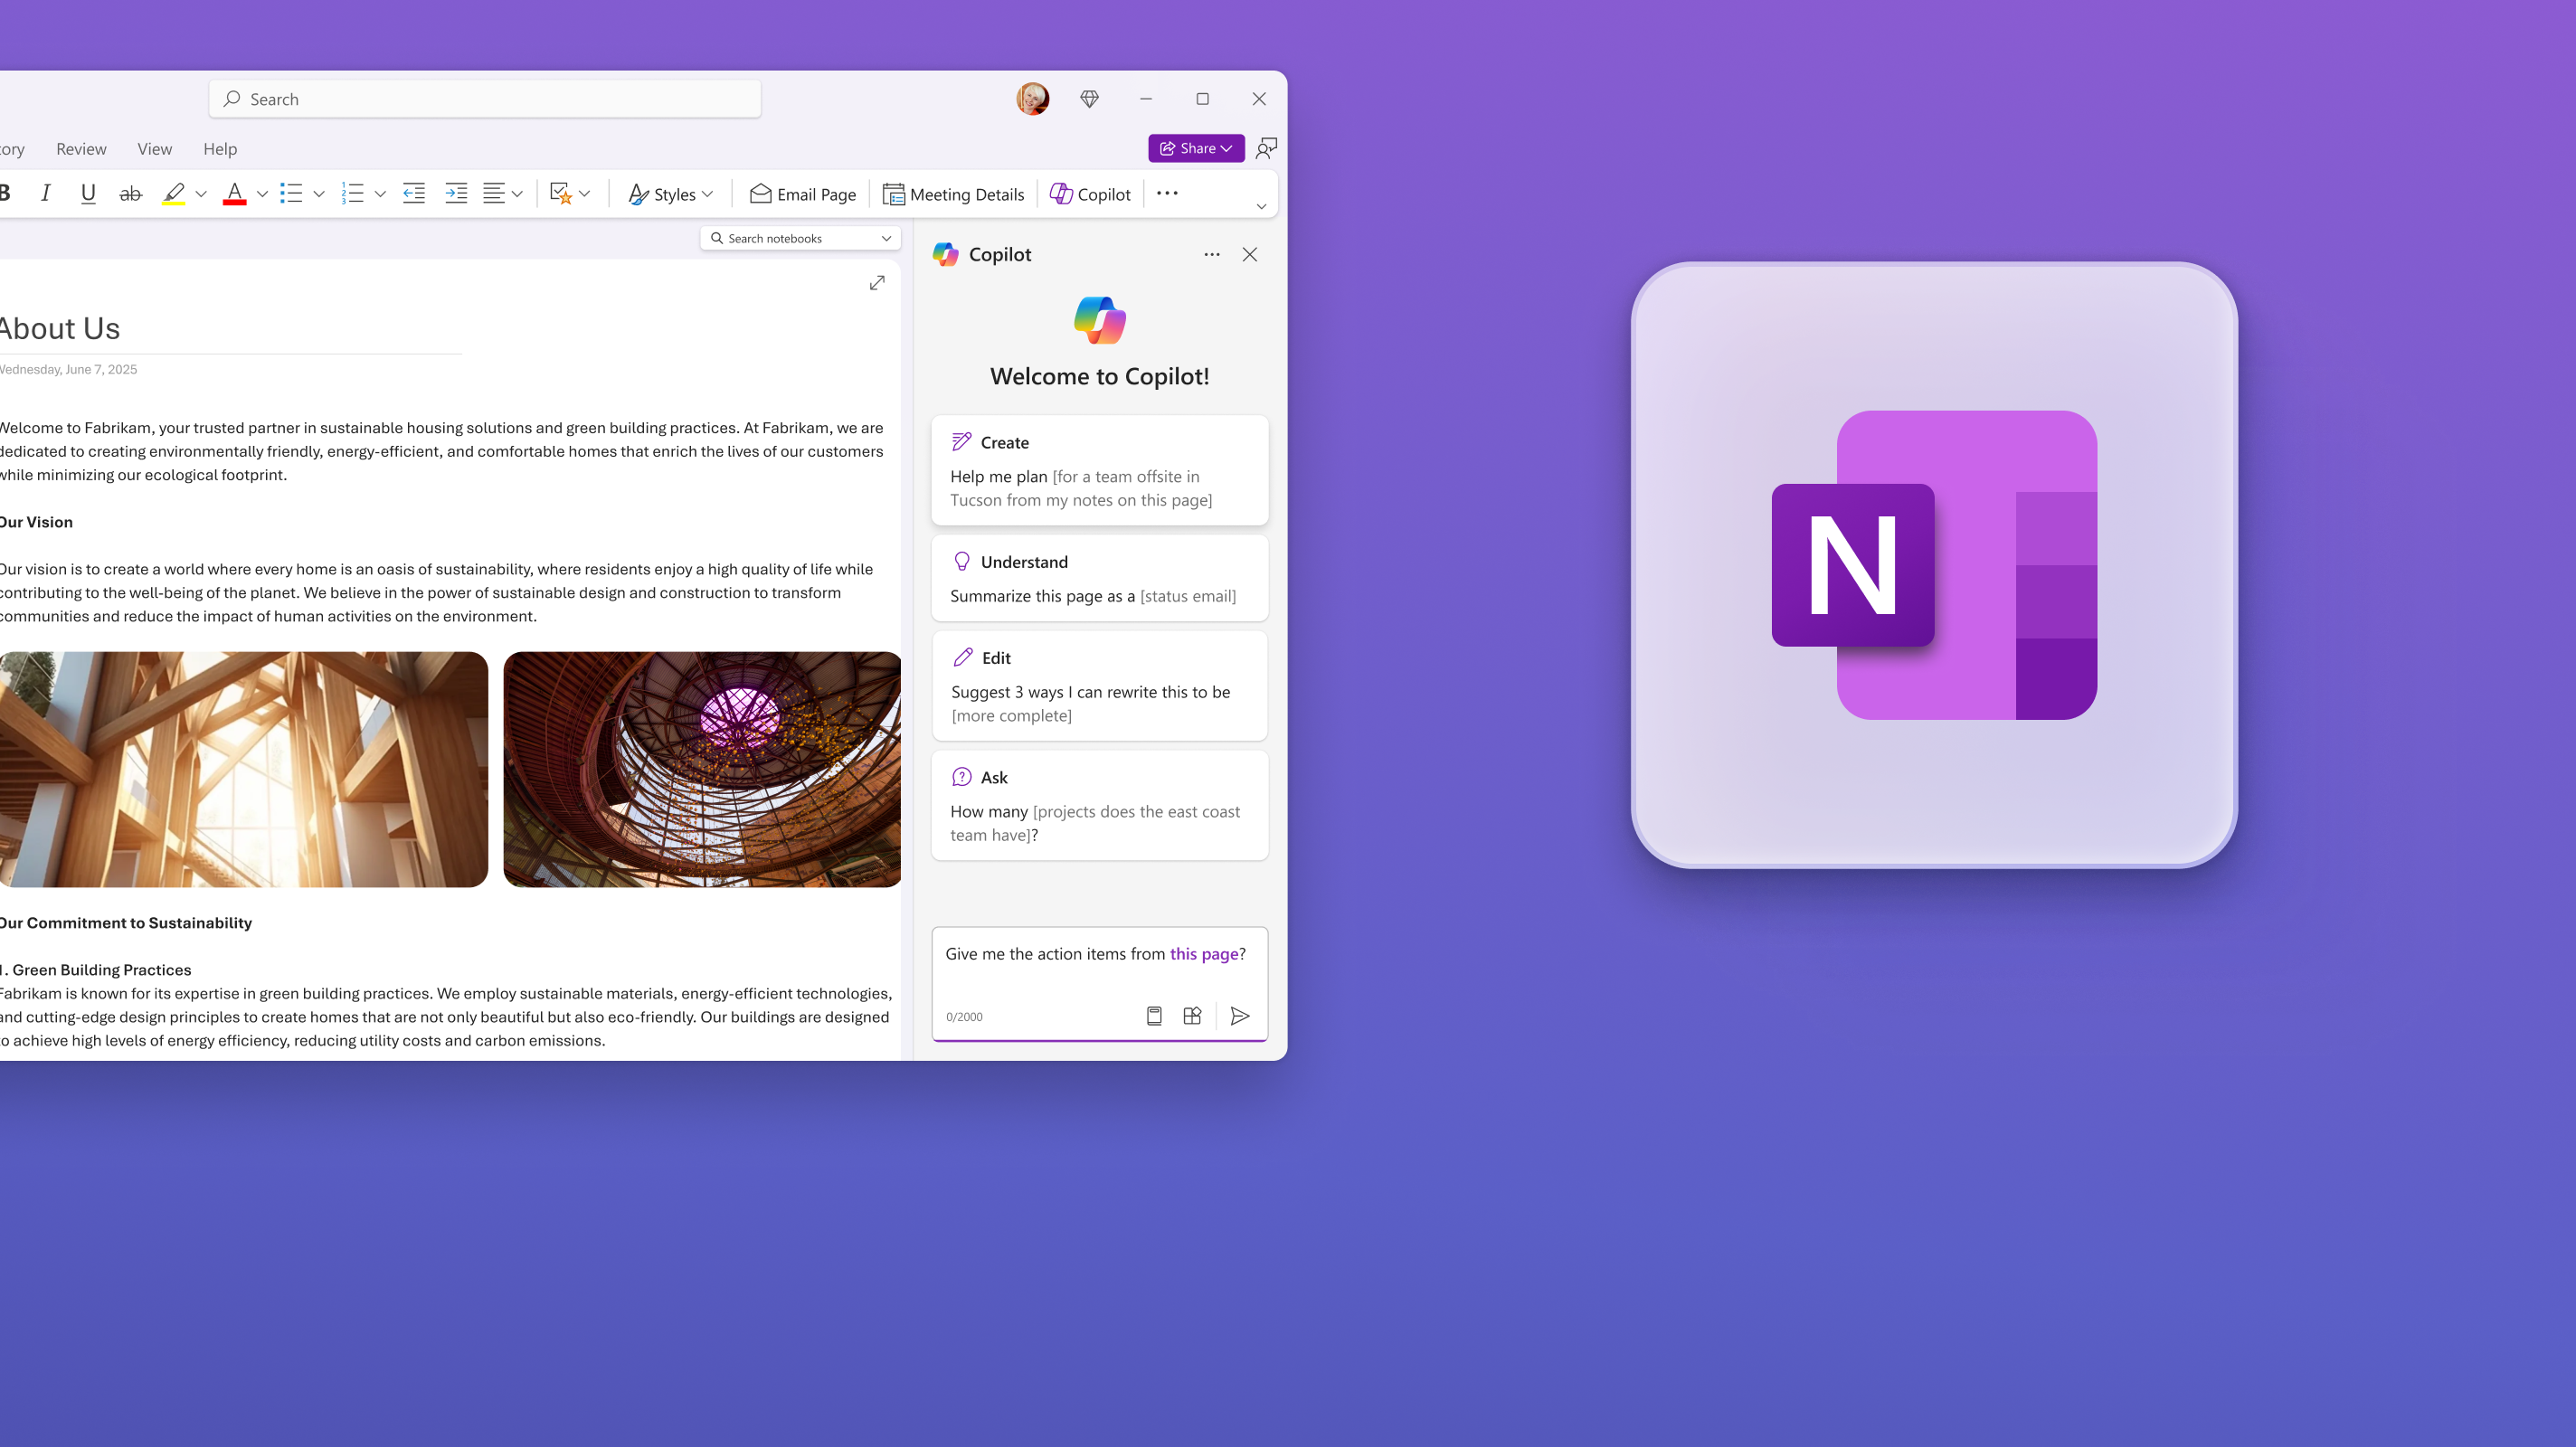 Search
Review View Help
Share
B I U ab
A
1
2
3
Styles
Email Page
Meeting Details
Copilot
Search notebooks
About Us
Wednesday, June 7, 2025
Welcome to Fabrikam, your trusted partner in sustainable housing solutions and green building practices. At Fabrikam, we are
dedicated to creating environmentally friendly, energy-efficient, and comfortable homes that enrich the lives of our customers
while minimizing our ecological footprint.
Our Vision
Our vision is to create a world where every home is an oasis of sustainability, where residents enjoy a high quality of life while
contributing to the well-being of the planet. We believe in the power of sustainable design and construction to transform
communities and reduce the impact of human activities on the environment.
Our Commitment to Sustainability
1. Green Building Practices
Fabrikam is known for its expertise in green building practices. We employ sustainable materials, energy-efficient technologies,
and cutting-edge design principles to create homes that are not only beautiful but also eco-friendly. Our buildings are designed
to achieve high levels of energy efficiency, reducing utility costs and carbon emissions.
Copilot
Welcome to Copilot!
Create
Help me plan [for a team offsite in
Tucson from my notes on this page]
Understand
Summarize this page as a [status email]
Edit
Suggest 3 ways I can rewrite this to be
[more complete]
Ask
How many [projects does the east coast
team have]?
Give me the action items from this page?
0/2000
N